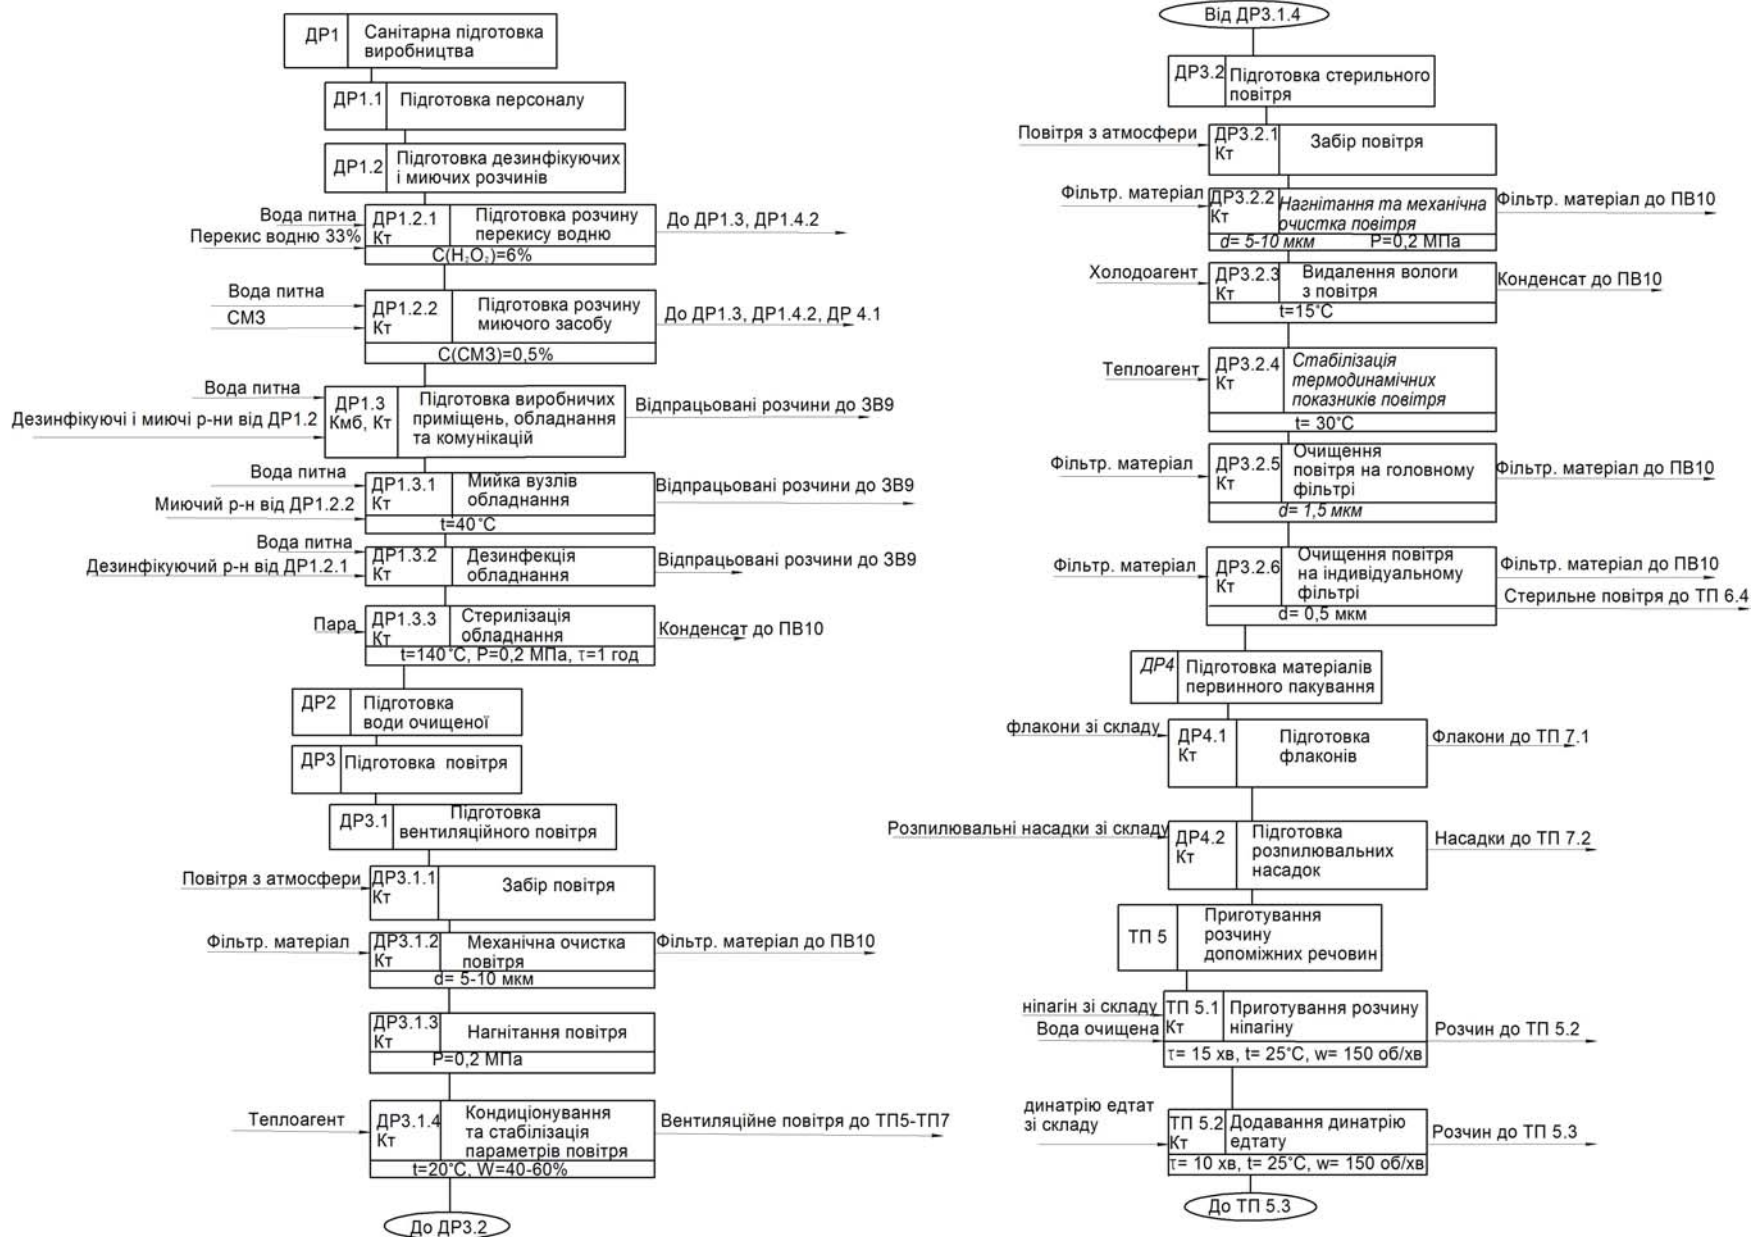 ДР1
Санітарна підготовка
виробництва
ДР1.1
Підготовка персоналу
ДР1.2
Підготовка дезинфікуючих
і миючих розчинів
Вода питна
Перекис водню 33%
ДР1.2.1
Кт
Підготовка розчину
перекису водню
До ДР1.3, ДР1.4.2
C(H₂O₂)=6%
Вода питна
СМЗ
ДР1.2.2
Кт
Підготовка розчину
миючого засобу
До ДР1.3, ДР1.4.2, ДР 4.1
C(СМЗ)=0,5%
Вода питна
Дезинфікуючі і миючі р-ни від ДР1.2
ДР1.3
Кмб, Кт
Підготовка виробничих
приміщень, обладнання
та комунікацій
Відпрацьовані розчини до ЗВ9
Вода питна
Миючий р-н від ДР1.2.2
ДР1.3.1
Кт
Мийка вузлів
обладнання
Відпрацьовані розчини до ЗВ9
t=40˚C
Вода питна
Дезинфікуючий р-н від ДР1.2.1
ДР1.3.2
Кт
Дезинфекція
обладнання
Відпрацьовані розчини до ЗВ9
Пара
ДР1.3.3
Кт
Стерилізація
обладнання
Конденсат до ПВ10
t=140˚C, P=0,2 МПа, τ=1 год
ДР2
Підготовка
води очищеної
ДР3
Підготовка повітря
ДР3.1
Підготовка
вентиляційного повітря
Повітря з атмосфери
ДР3.1.1
Кт
Забір повітря
Фільтр. матеріал
ДР3.1.2
Кт
Механічна очистка
повітря
Фільтр. матеріал до ПВ10
d= 5-10 мкм
ДР3.1.3
Кт
Нагнітання повітря
P=0,2 МПа
Теплоагент
ДР3.1.4
Кт
Кондиціонування
та стабілізація
параметрів повітря
Вентиляційне повітря до ТП5-ТП7
t=20˚C, W=40-60%
До ДР3.2
Від ДР3.1.4
ДР3.2
Підготовка стерильного
повітря
Повітря з атмосфери
ДР3.2.1
Кт
Забір повітря
Фільтр. матеріал
ДР3.2.2
Кт
Нагнітання та механічна
очистка повітря
Фільтр. матеріал до ПВ10
d= 5-10 мкм P=0,2 МПа
Холодоагент
ДР3.2.3
Кт
Видалення вологи
з повітря
Конденсат до ПВ10
t=15˚C
Теплоагент
ДР3.2.4
Кт
Стабілізація
термодинамічних
показників повітря
t= 30˚C
Фільтр. матеріал
ДР3.2.5
Кт
Очищення
повітря на головному
фільтрі
Фільтр. матеріал до ПВ10
d= 1,5 мкм
Фільтр. матеріал
ДР3.2.6
Кт
Очищення повітря
на індивідуальному
фільтрі
Фільтр. матеріал до ПВ10
Стерильне повітря до ТП 6.4
d= 0,5 мкм
ДР4
Підготовка матеріалів
первинного пакування
флакони зі складу
ДР4.1
Кт
Підготовка
флаконів
Флакони до ТП 7.1
Розпилювальні насадки зі складу
ДР4.2
Кт
Підготовка
розпилювальних
насадок
Насадки до ТП 7.2
ТП 5
Приготування
розчину
допоміжних речовин
ніпагін зі складу
Вода очищена
ТП 5.1
Кт
Приготування розчину
ніпагіну
Розчин до ТП 5.2
τ= 15 хв, t= 25˚C, w= 150 об/хв
динатрію едтат
зі складу
ТП 5.2
Кт
Додавання динатрію
едтату
Розчин до ТП 5.3
τ= 10 хв, t= 25˚C, w= 150 об/хв
До ТП 5.3